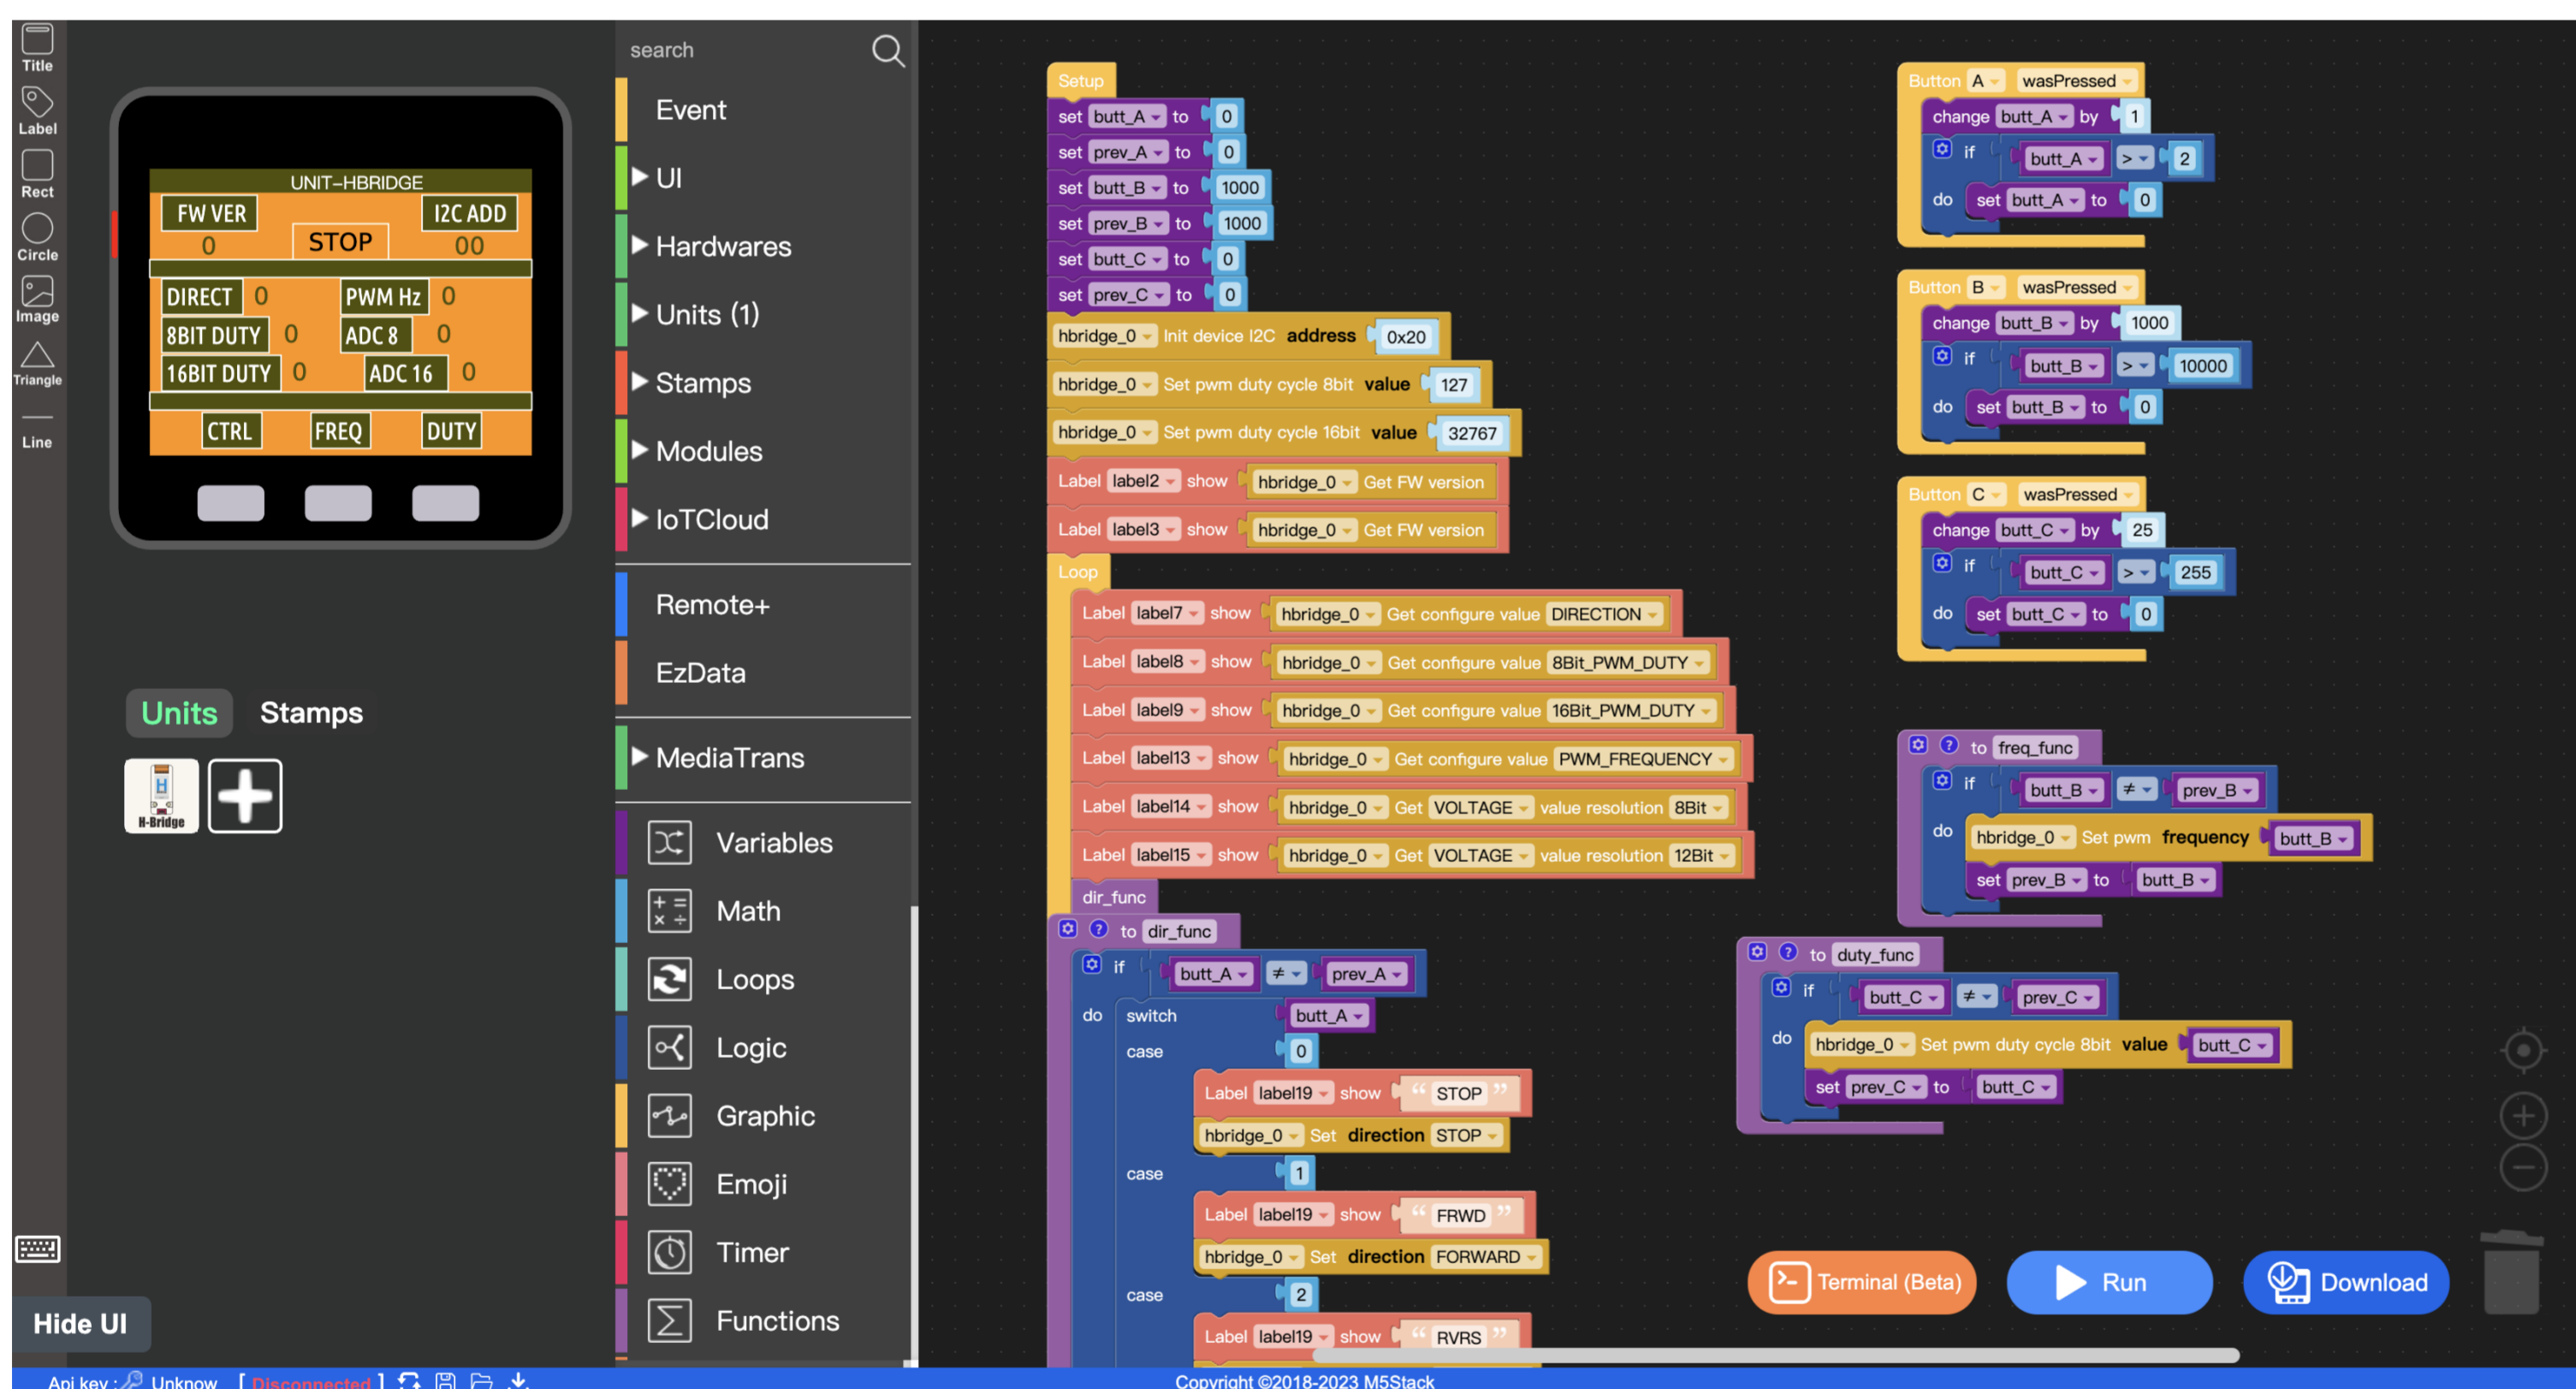 Title
Label
Rect
Circle
Image
Triangle
Line
UNIT-HBRIDGE
FW VER
I2C ADD
0
STOP
00
DIRECT 0
PWM Hz 0
8BIT DUTY 0
ADC 8 0
16BIT DUTY 0
ADC 16 0
CTRL
FREQ
DUTY
Units
Stamps
H-Bridge
Hide UI
search
Event
UI
Hardwares
Units (1)
Stamps
Modules
IoTCloud
Remote+
EzData
MediaTrans
Variables
Math
Loops
Logic
Graphic
Emoji
Timer
Functions
Setup
set butt_A to 0
set prev_A to 0
set butt_B to 1000
set prev_B to 1000
set butt_C to 0
set prev_C to 0
hbridge_0 Init device I2C address 0x20
hbridge_0 Set pwm duty cycle 8bit value 127
hbridge_0 Set pwm duty cycle 16bit value 32767
Label label2 show hbridge_0 Get FW version
Label label3 show hbridge_0 Get FW version
Loop
Label label7 show hbridge_0 Get configure value DIRECTION
Label label8 show hbridge_0 Get configure value 8Bit_PWM_DUTY
Label label9 show hbridge_0 Get configure value 16Bit_PWM_DUTY
Label label13 show hbridge_0 Get configure value PWM_FREQUENCY
Label label14 show hbridge_0 Get VOLTAGE value resolution 8Bit
Label label15 show hbridge_0 Get VOLTAGE value resolution 12Bit
dir_func
? to dir_func
if butt_A ≠ prev_A
do switch butt_A
case 0
Label label19 show “ STOP ”
hbridge_0 Set direction STOP
case 1
Label label19 show “ FRWD ”
hbridge_0 Set direction FORWARD
case 2
Label label19 show “ RVRS ”
Button A wasPressed
change butt_A by 1
if butt_A > 2
do set butt_A to 0
Button B wasPressed
change butt_B by 1000
if butt_B > 10000
do set butt_B to 0
Button C wasPressed
change butt_C by 25
if butt_C > 255
do set butt_C to 0
? to freq_func
if butt_B ≠ prev_B
do hbridge_0 Set pwm frequency butt_B
set prev_B to butt_B
? to duty_func
if butt_C ≠ prev_C
do hbridge_0 Set pwm duty cycle 8bit value butt_C
set prev_C to butt_C
Terminal (Beta)
Run
Download
Api key : Unknow [ Disconnected ]
Copyright ©2018-2023 M5Stack